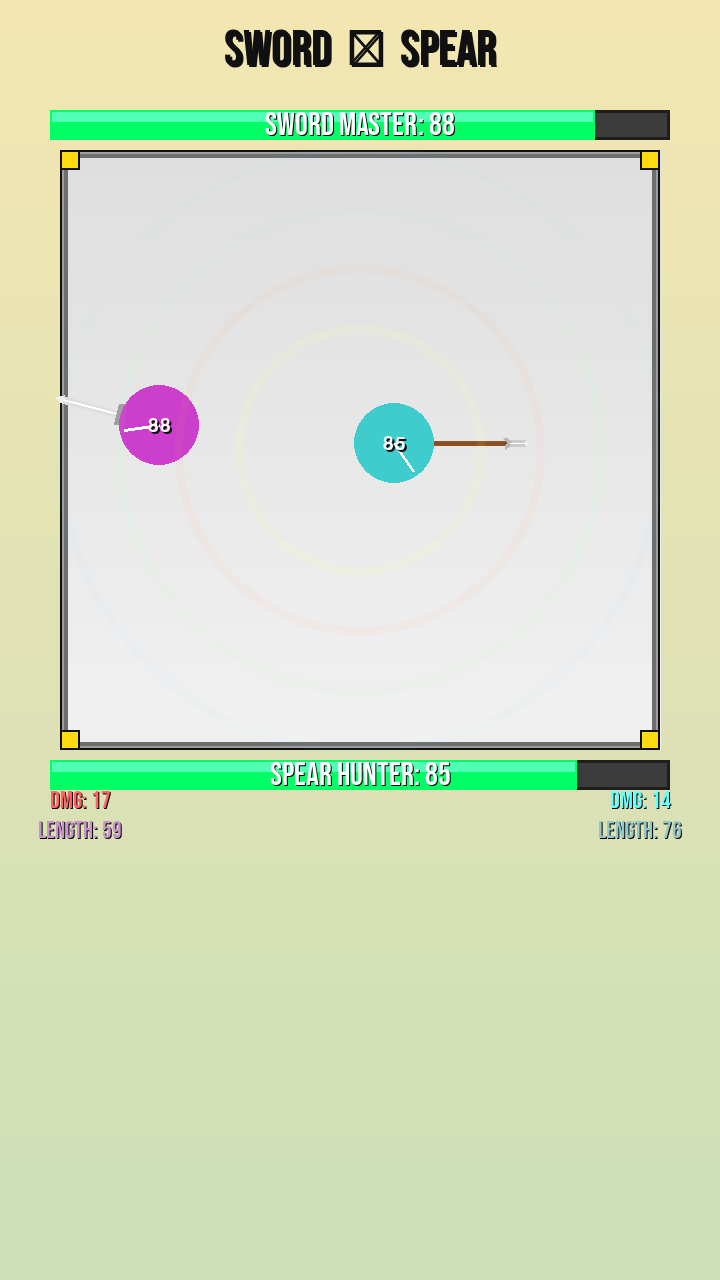 SWORD SPEAR
SWORD MASTER: 88
88
85
SPEAR HUNTER: 85
DMG: 17 DMG: 14
LENGTH: 59 LENGTH: 76